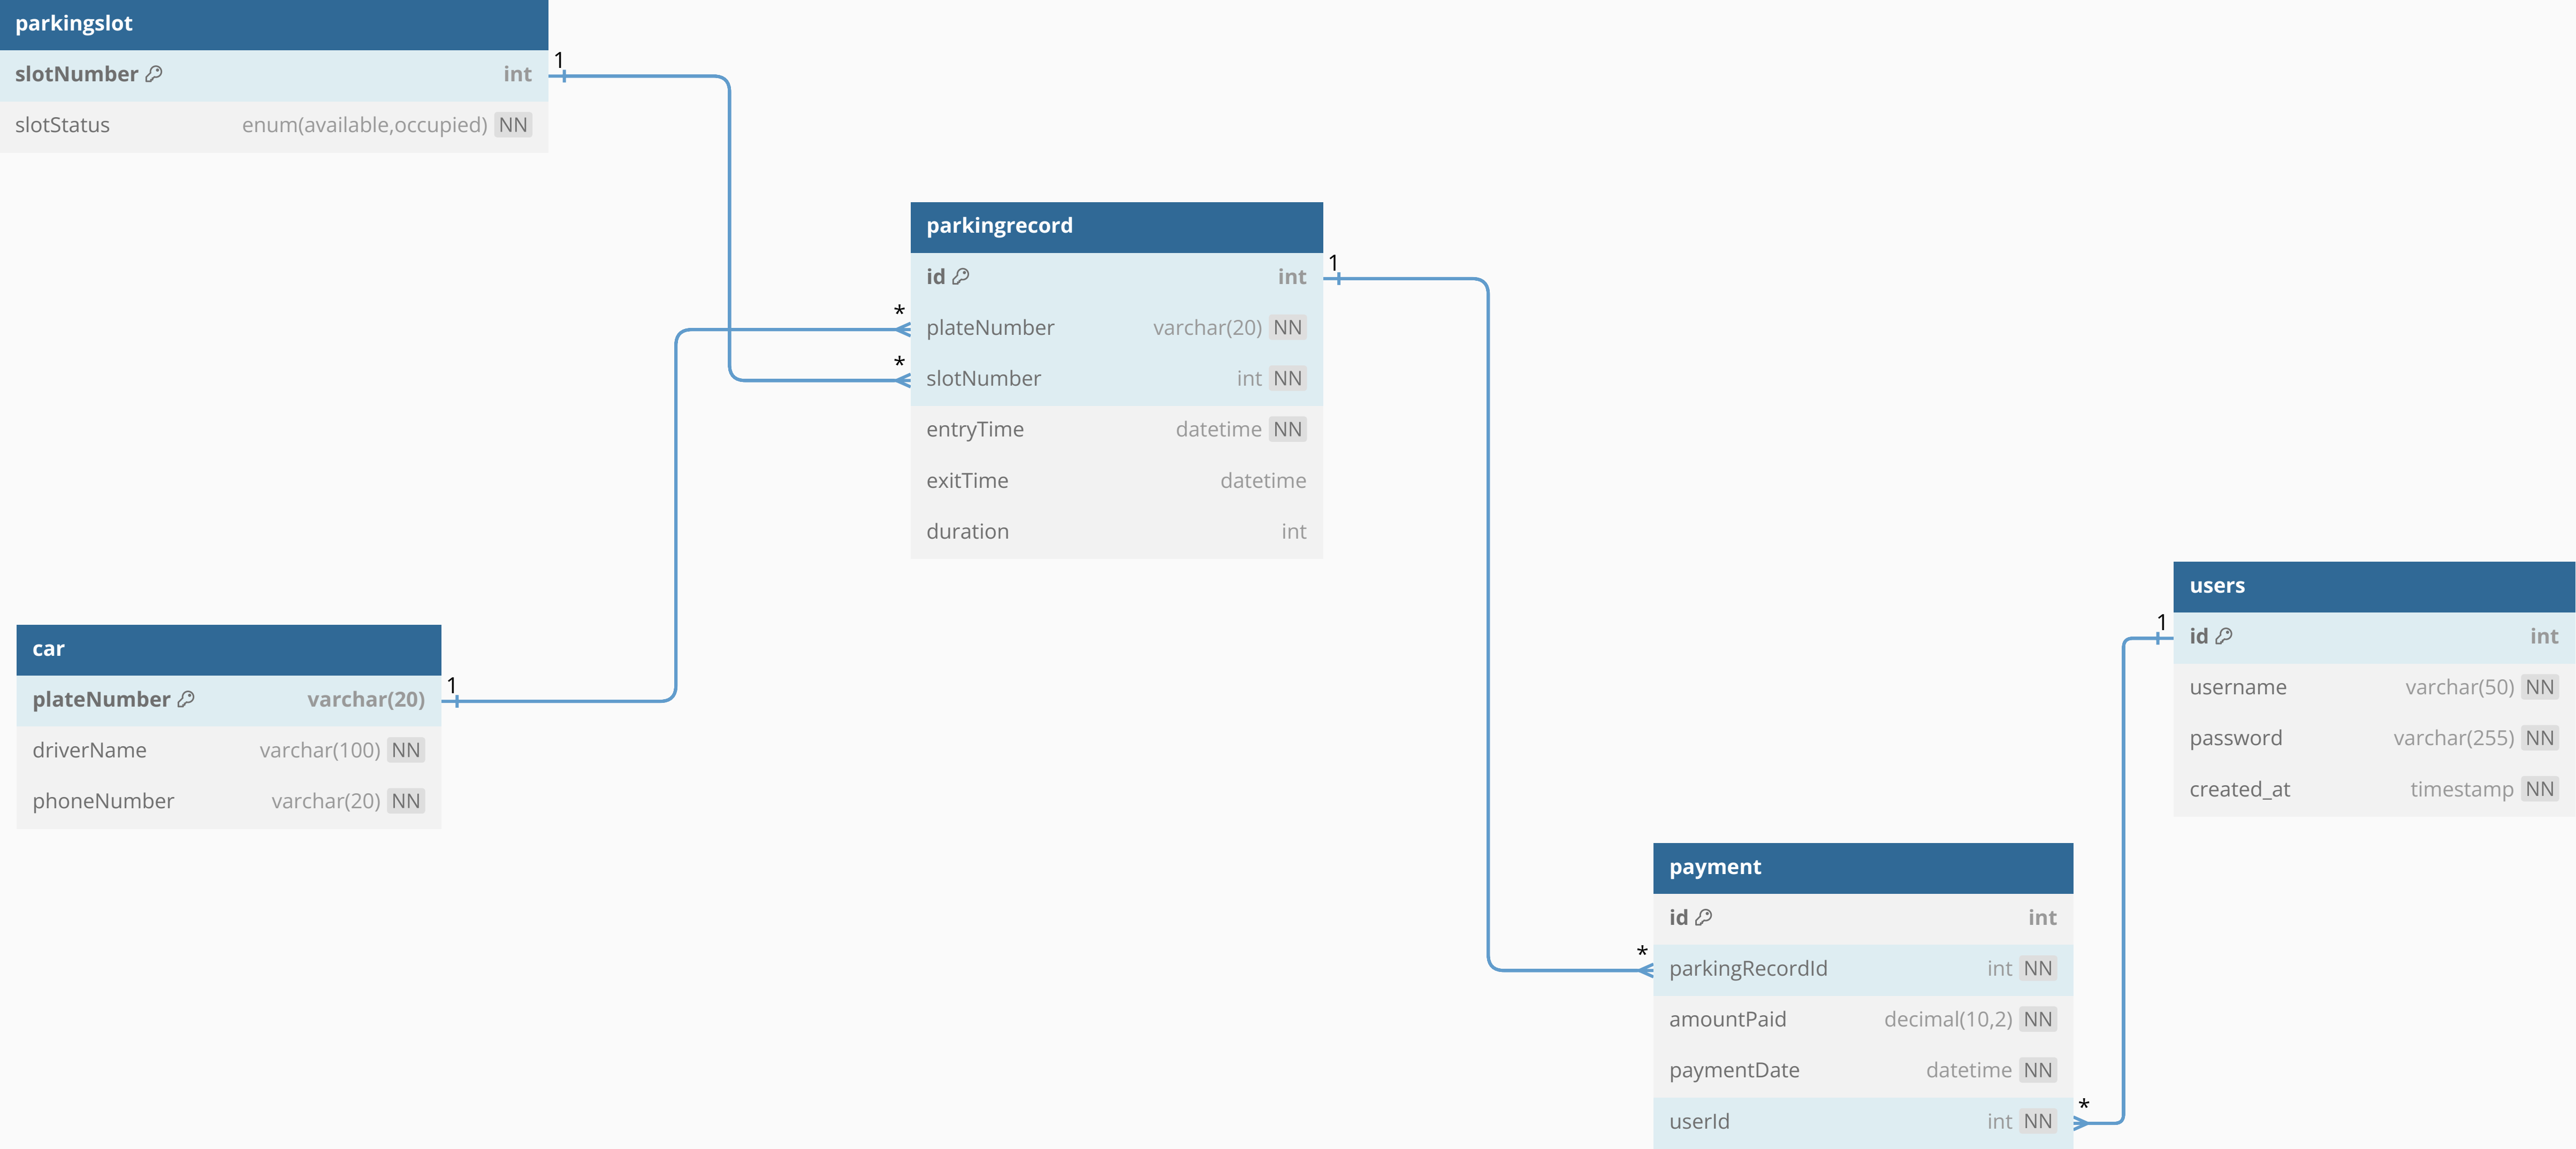 parkingslot
slotNumber int
1
slotStatus enum(available,occupied) NN
parkingrecord
id int
1
*
plateNumber varchar(20) NN
*
slotNumber int NN
entryTime datetime NN
exitTime datetime
duration int
car
plateNumber varchar(20)
1
driverName varchar(100) NN
phoneNumber varchar(20) NN
users
1
id int
username varchar(50) NN
password varchar(255) NN
created_at timestamp NN
payment
id int
*
parkingRecordId int NN
amountPaid decimal(10,2) NN
paymentDate datetime NN
userId int NN
*